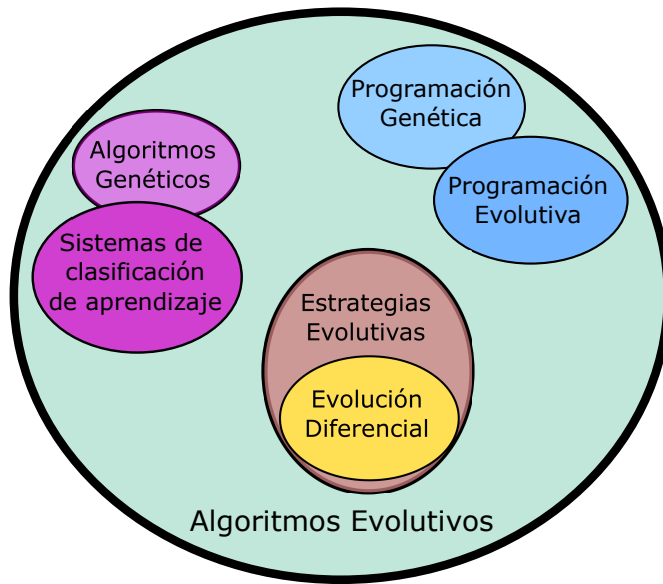 Programación
Genética
Algoritmos
Genéticos
Programación
Evolutiva
Sistemas de
clasificación
de aprendizaje
Estrategias
Evolutivas
Evolución
Diferencial
Algoritmos Evolutivos